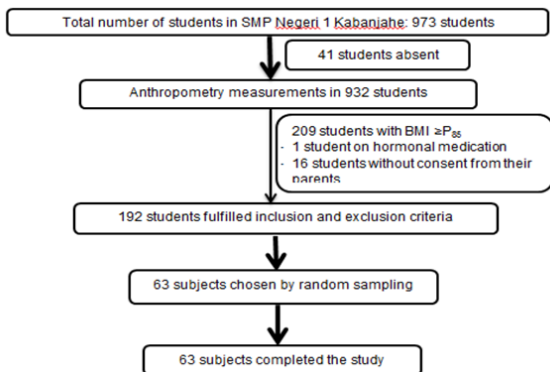 Total number of students in SMP Negeri 1 Kabanjahe: 973 students
41 students absent
Anthropometry measurements in 932 students
209 students with BMI ≥P₈₅
- 1 student on hormonal medication
- 16 students without consent from their
parents
192 students fulfilled inclusion and exclusion criteria
63 subjects chosen by random sampling
63 subjects completed the study